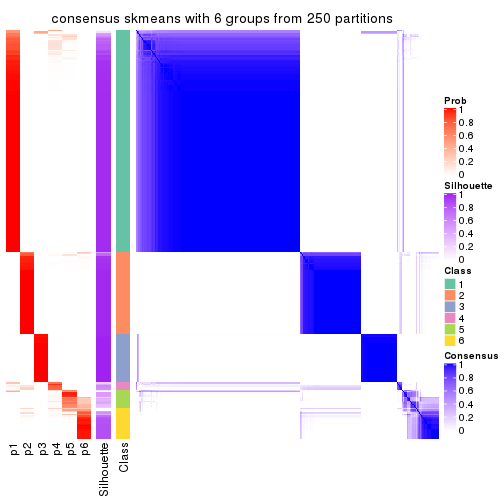 consensus skmeans with 6 groups from 250 partitions
Prob
1
0.8
0.6
0.4
0.2
0
Silhouette
1
0.8
0.6
0.4
0.2
0
Class
1
2
3
4
5
6
Consensus
1
0.8
0.6
0.4
0.2
0
p1
p2
p3
p4
p5
p6
Silhouette
Class